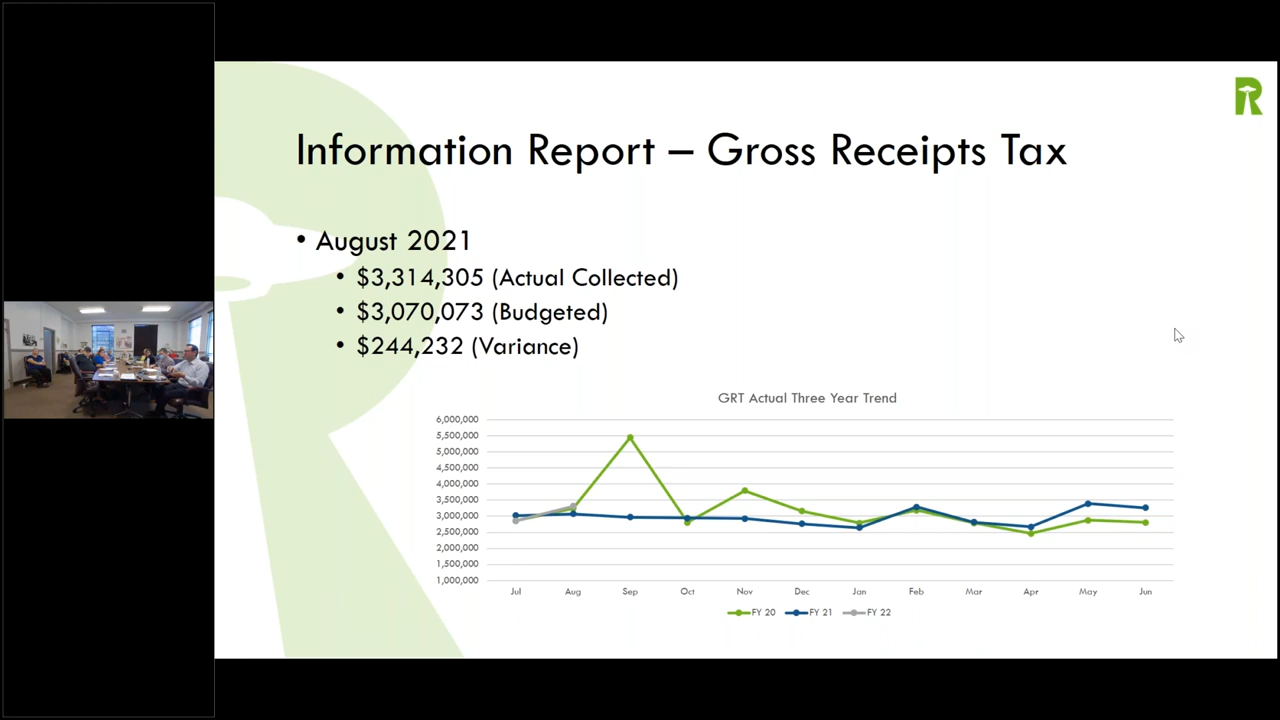 Information Report – Gross Receipts Tax
• August 2021
• $3,314,305 (Actual Collected)
• $3,070,073 (Budgeted)
• $244,232 (Variance)
GRT Actual Three Year Trend
6,000,000
5,500,000
5,000,000
4,500,000
4,000,000
3,500,000
3,000,000
2,500,000
2,000,000
1,500,000
1,000,000
Jul Aug Sep Oct Nov Dec Jan Feb Mar Apr May Jun
FY 20 FY 21 FY 22